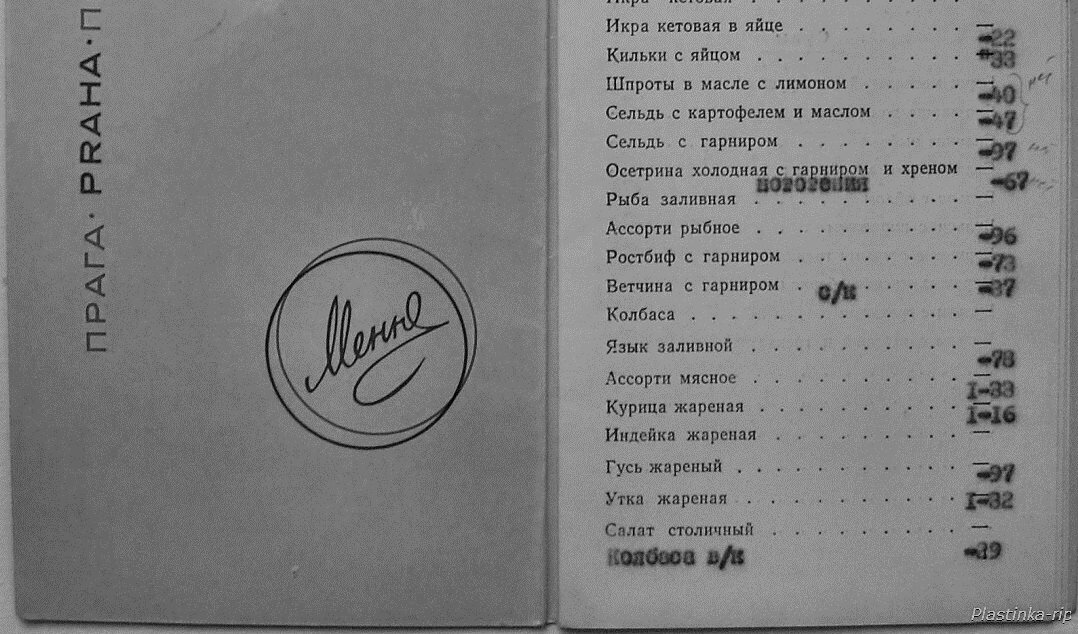 ПРАГА · PRAHA · П
Меню
Икра кетовая
Икра кетовая в яйце . . . . . . . . —
-22
Кильки с яйцом . . . . . . . . . -33
Шпроты в масле с лимоном . . . . . —
-40
Сельдь с картофелем и маслом . . . . -47
Сельдь с гарниром . . . . . . . . —
-97
Осетрина холодная с гарниром и хреном —
-67
Рыба заливная . . . . . . . . . . —
Ассорти рыбное . . . . . . . . . —
-96
Ростбиф с гарниром . . . . . . . -73
Ветчина с гарниром . с/к . . . . . -37
Колбаса . . . . . . . . . . . . —
Язык заливной . . . . . . . . . —
-78
Ассорти мясное . . . . . . . . . —
I-33
Курица жареная . . . . . . . . . I-16
Индейка жареная . . . . . . . . —
Гусь жареный . . . . . . . . . . —
-97
Утка жареная . . . . . . . . . . I-32
Салат столичный . . . . . . . . . —
Колбаса в/к -39
Plastinka-rip